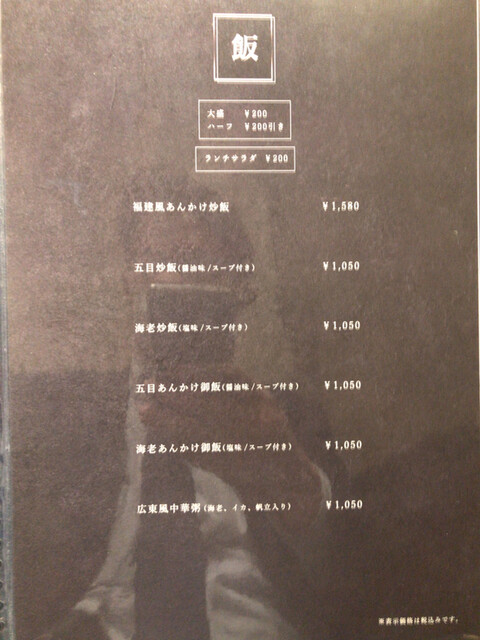 飯
大盛 ¥200
ハーフ ¥200引き
ランチサラダ ¥200
福建風あんかけ炒飯 ¥1,580
五目炒飯(醤油味/スープ付き) ¥1,050
海老炒飯(塩味/スープ付き) ¥1,050
五目あんかけ御飯(醤油味/スープ付き) ¥1,050
海老あんかけ御飯(塩味/スープ付き) ¥1,050
広東風中華粥(海老、イカ、帆立入り) ¥1,050
※表示価格は税込みです。